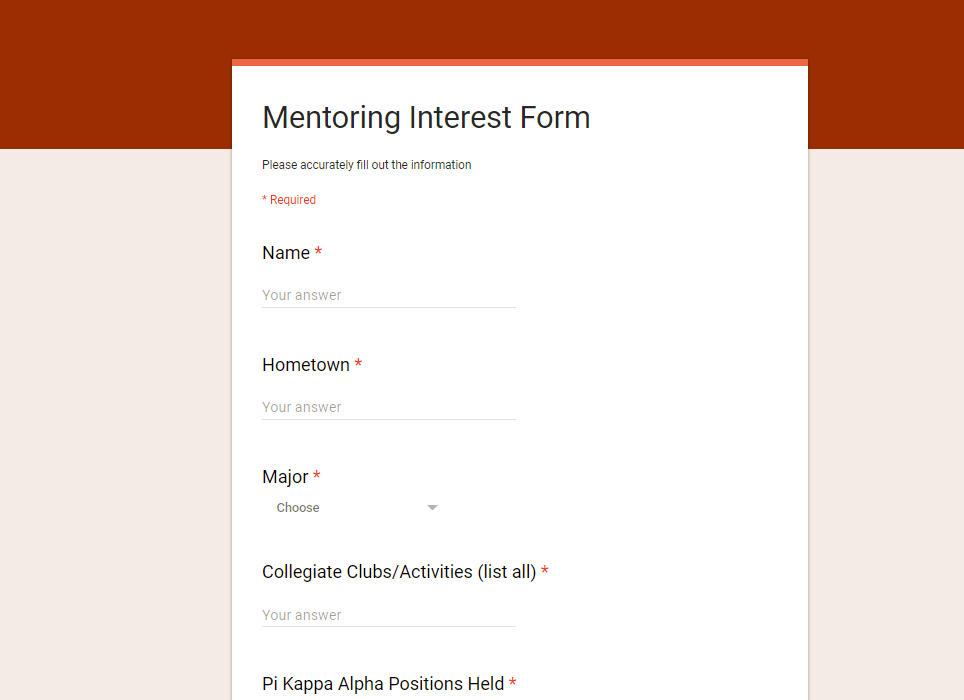 Mentoring Interest Form
Please accurately fill out the information
* Required
Name *
Your answer
Hometown *
Your answer
Major *
Choose
Collegiate Clubs/Activities (list all) *
Your answer
Pi Kappa Alpha Positions Held *